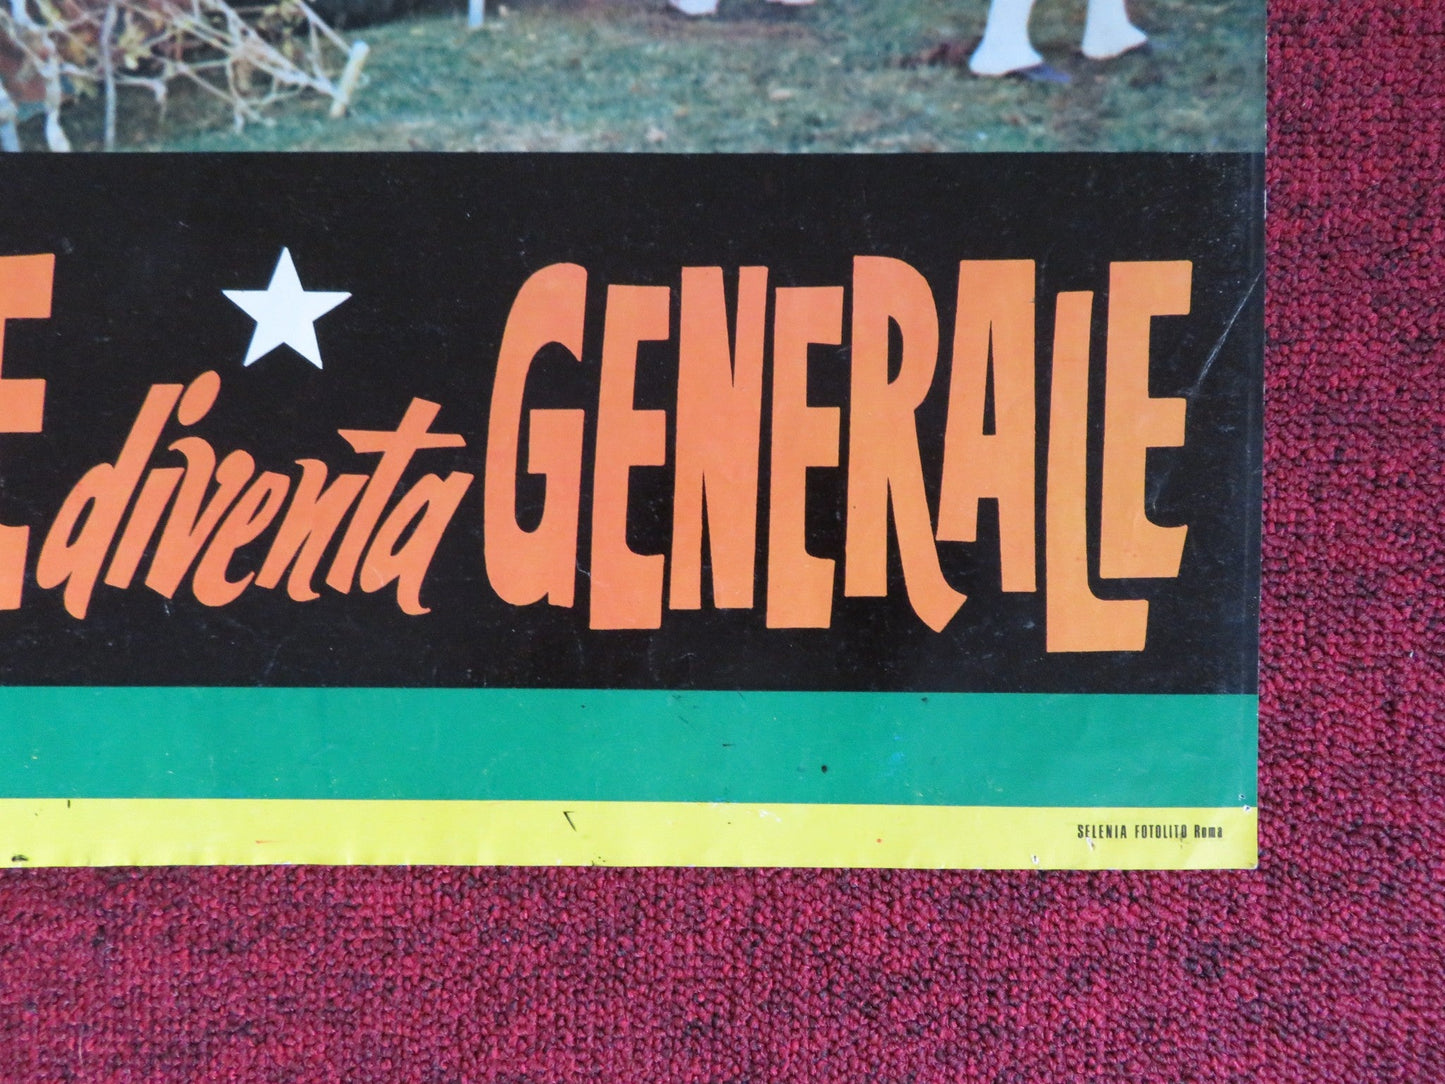 E diventa GENERALE
SELENIA FOTOLITO Roma